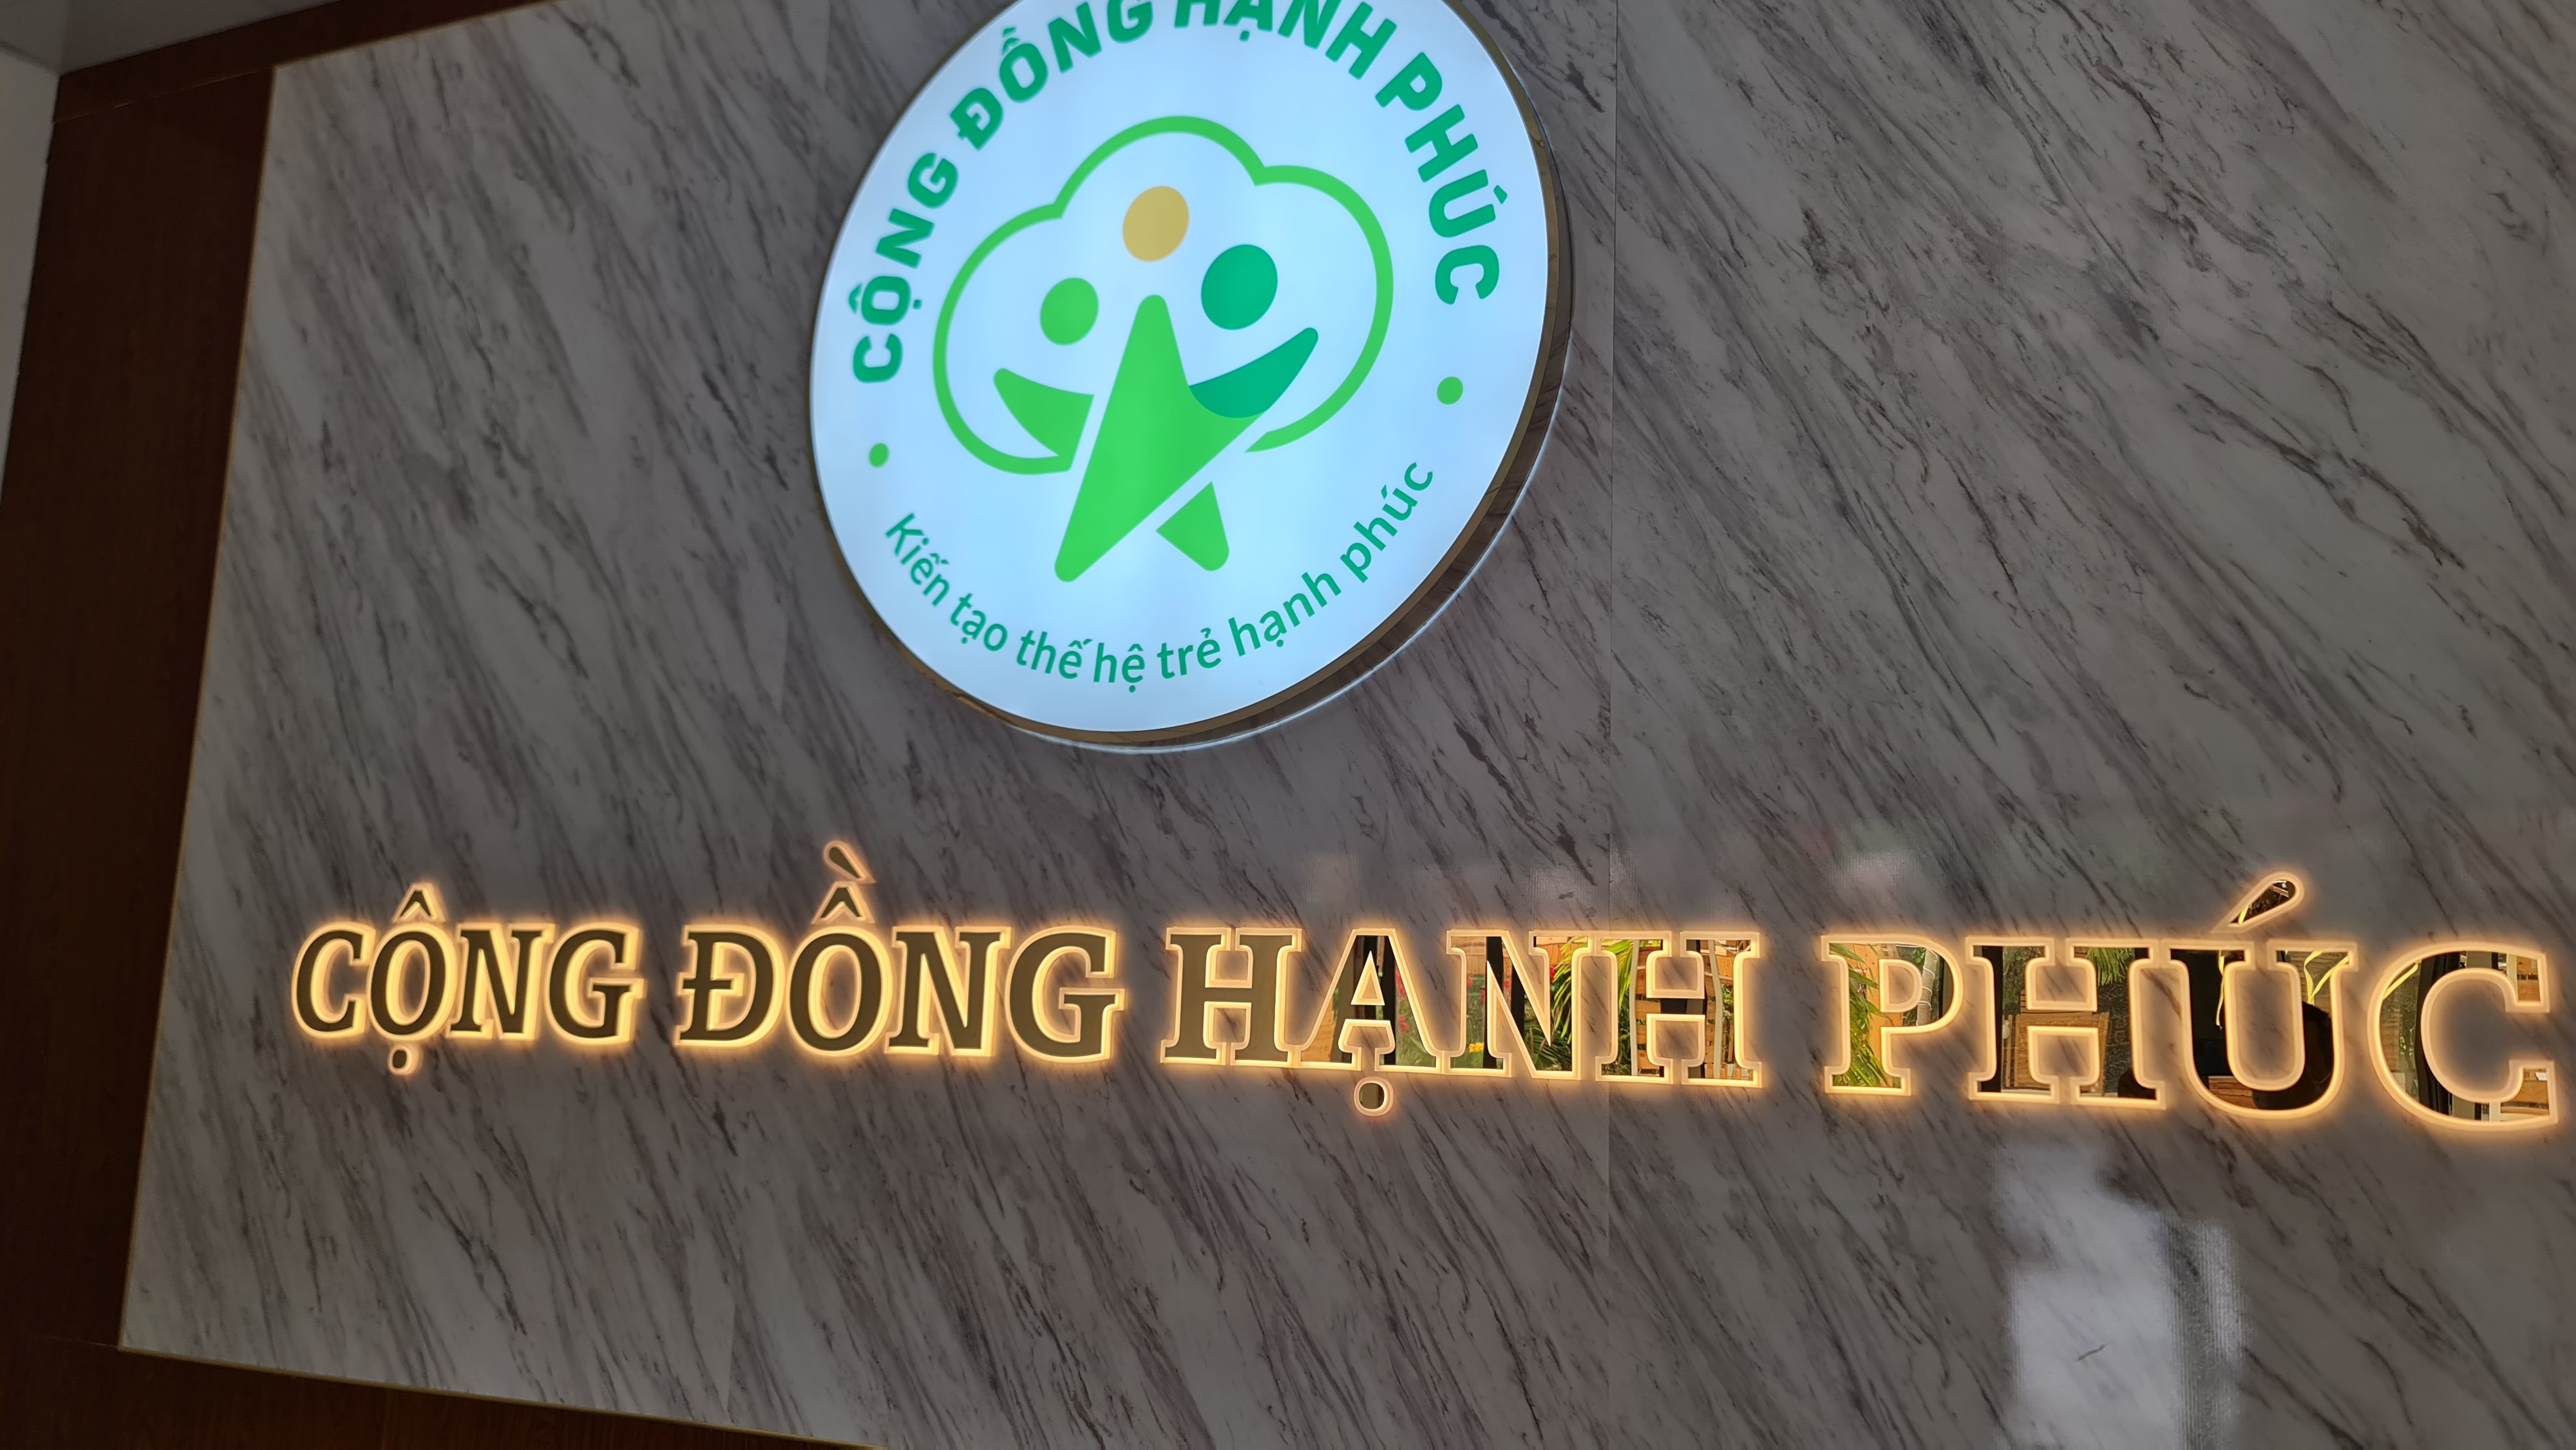 CỘNG ĐỒNG HẠNH PHÚC
Kiến tạo thế hệ trẻ hạnh phúc
CỘNG ĐỒNG HẠNH PHÚC